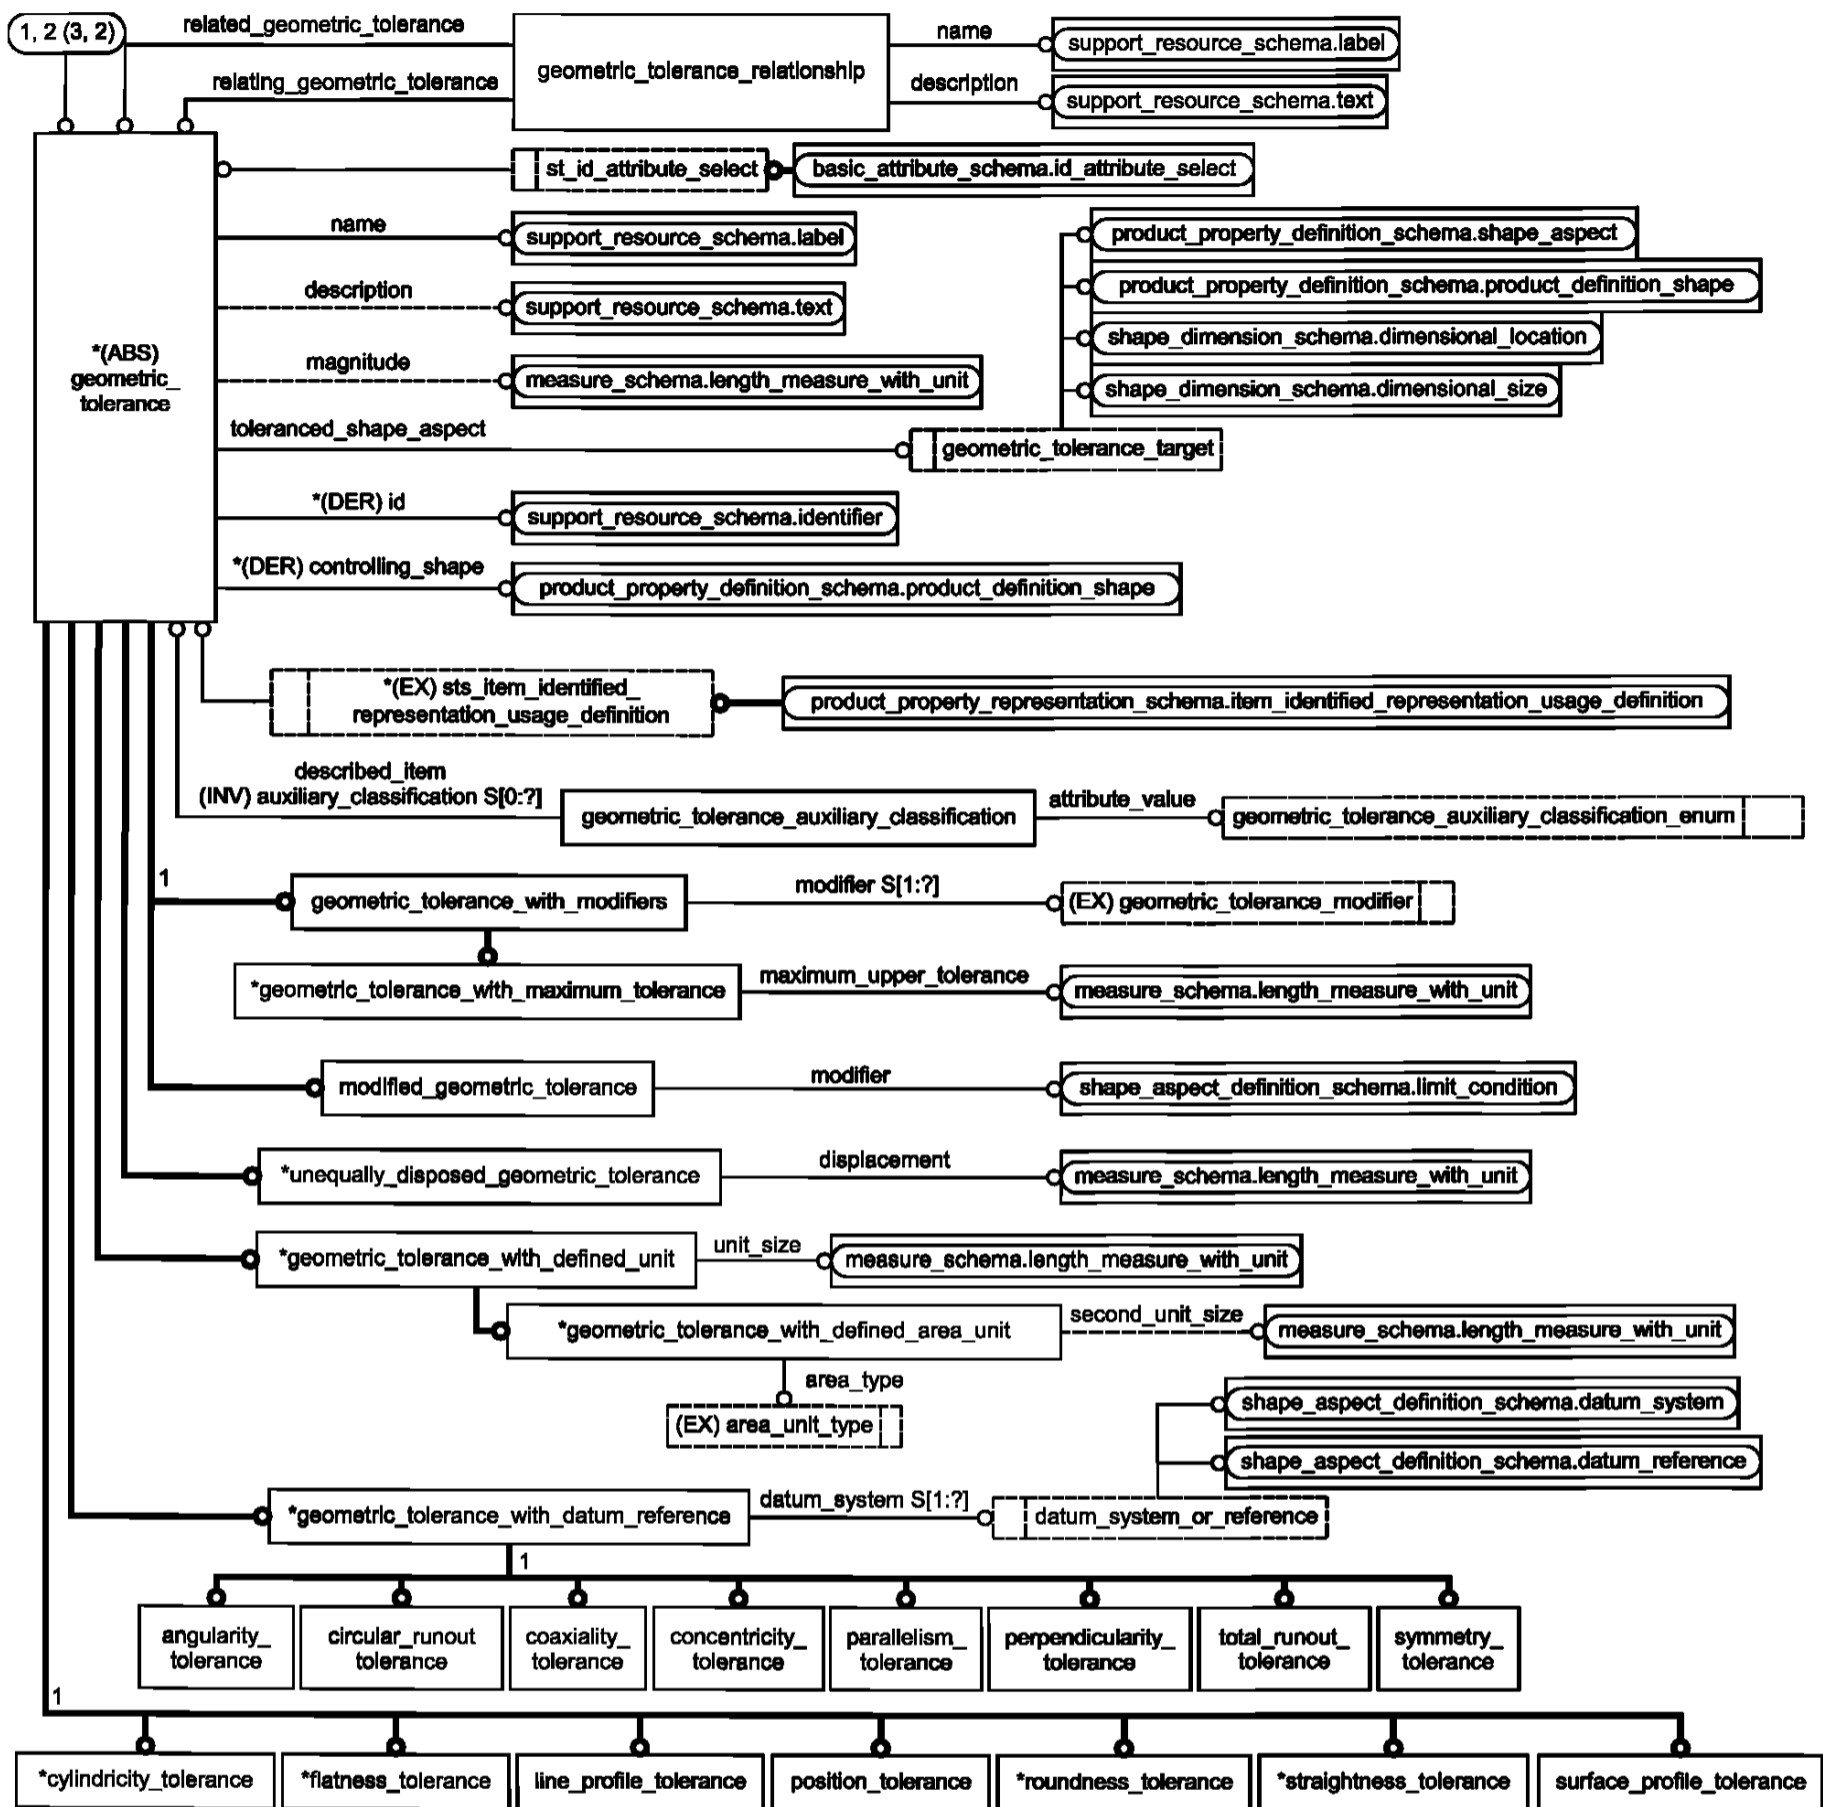 1, 2 (3, 2)
related_geometric_tolerance
relating_geometric_tolerance
geometric_tolerance_relationship
name
support_resource_schema.label
description
support_resource_schema.text
*(ABS)
geometric_
tolerance
st_id_attribute_select
basic_attribute_schema.id_attribute_select
name
support_resource_schema.label
description
support_resource_schema.text
magnitude
measure_schema.length_measure_with_unit
product_property_definition_schema.shape_aspect
product_property_definition_schema.product_definition_shape
shape_dimension_schema.dimensional_location
shape_dimension_schema.dimensional_size
toleranced_shape_aspect
geometric_tolerance_target
*(DER) id
support_resource_schema.identifier
*(DER) controlling_shape
product_property_definition_schema.product_definition_shape
*(EX) sts_item_identified_
representation_usage_definition
product_property_representation_schema.item_identified_representation_usage_definition
described_item
(INV) auxiliary_classification S[0:?]
geometric_tolerance_auxiliary_classification
attribute_value
geometric_tolerance_auxiliary_classification_enum
1
geometric_tolerance_with_modifiers
modifier S[1:?]
(EX) geometric_tolerance_modifier
*geometric_tolerance_with_maximum_tolerance
maximum_upper_tolerance
measure_schema.length_measure_with_unit
modified_geometric_tolerance
modifier
shape_aspect_definition_schema.limit_condition
*unequally_disposed_geometric_tolerance
displacement
measure_schema.length_measure_with_unit
*geometric_tolerance_with_defined_unit
unit_size
measure_schema.length_measure_with_unit
*geometric_tolerance_with_defined_area_unit
second_unit_size
measure_schema.length_measure_with_unit
area_type
(EX) area_unit_type
shape_aspect_definition_schema.datum_system
shape_aspect_definition_schema.datum_reference
*geometric_tolerance_with_datum_reference
datum_system S[1:?]
datum_system_or_reference
1
angularity_
tolerance
circular_runout
tolerance
coaxiality_
tolerance
concentricity_
tolerance
parallelism_
tolerance
perpendicularity_
tolerance
total_runout_
tolerance
symmetry_
tolerance
1
*cylindricity_tolerance
*flatness_tolerance
line_profile_tolerance
position_tolerance
*roundness_tolerance
*straightness_tolerance
surface_profile_tolerance